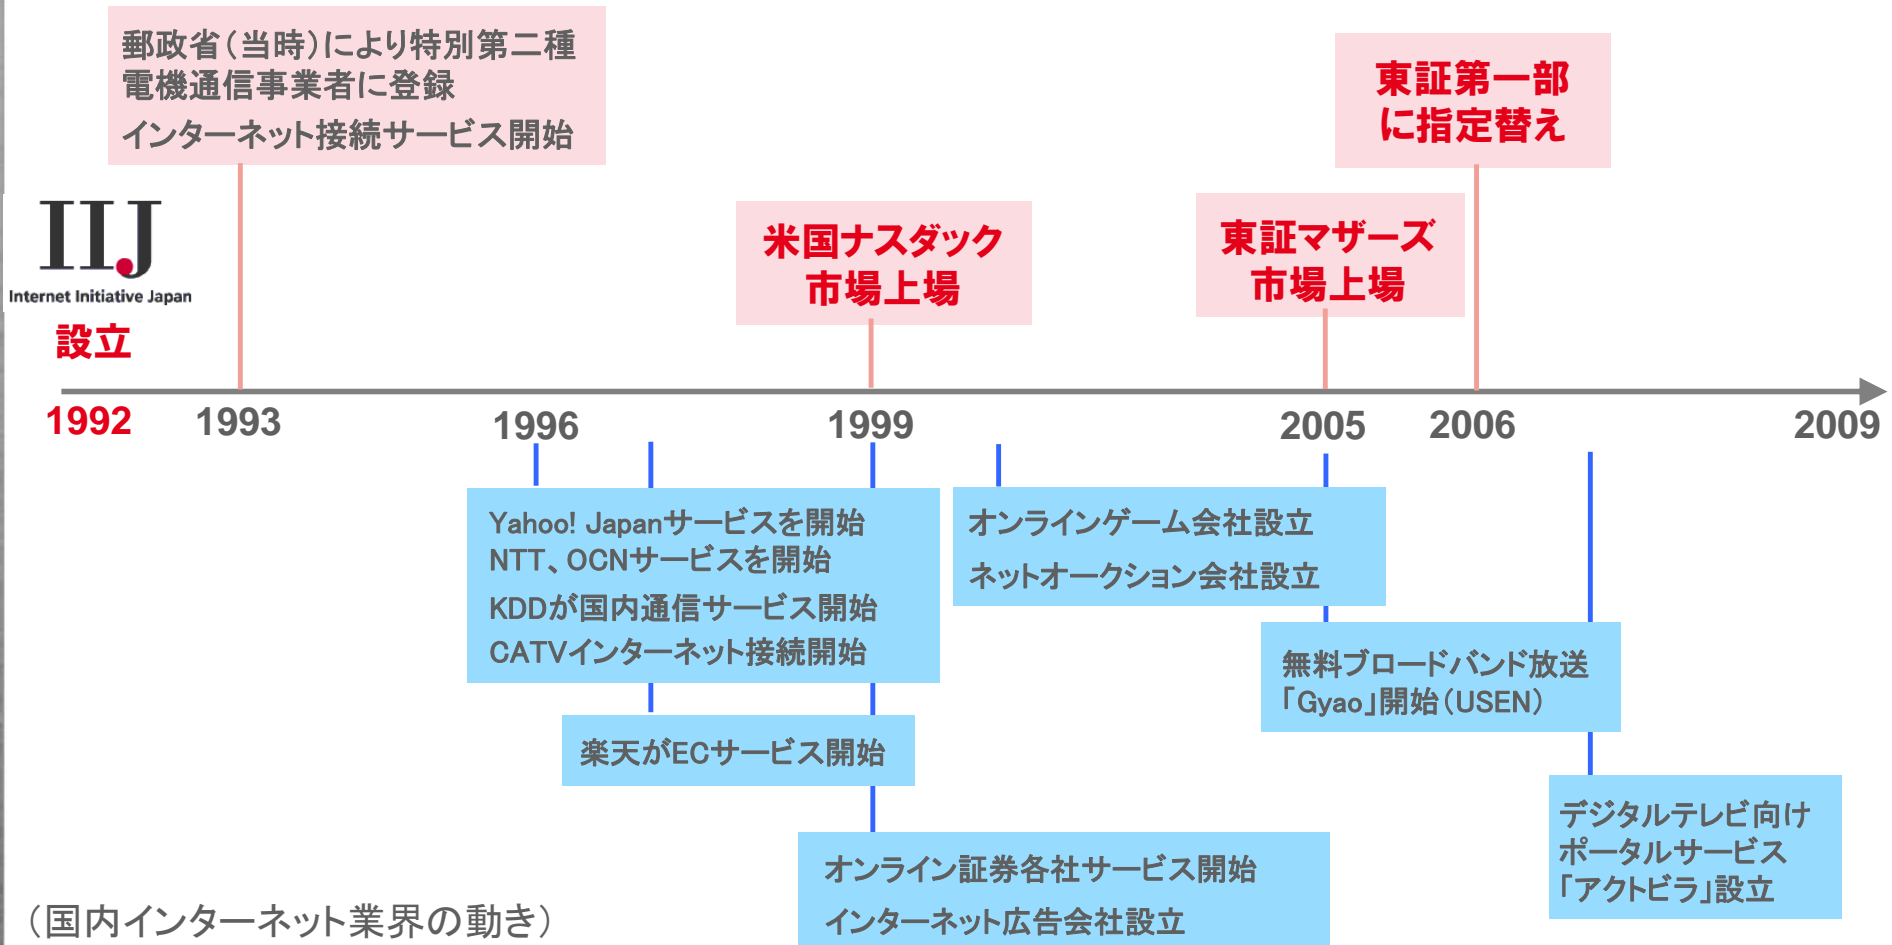 郵政省（当時）により特別第二種
電機通信事業者に登録
インターネット接続サービス開始
東証第一部
に指定替え
IIJ
Internet Initiative Japan
設立
米国ナスダック
市場上場
東証マザーズ
市場上場
1992
1993
1996
1999
2005
2006
2009
Yahoo! Japanサービスを開始
NTT、OCNサービスを開始
KDDが国内通信サービス開始
CATVインターネット接続開始
オンラインゲーム会社設立
ネットオークション会社設立
無料ブロードバンド放送
「Gyao」開始（USEN）
楽天がECサービス開始
デジタルテレビ向け
ポータルサービス
「アクトビラ」設立
オンライン証券各社サービス開始
インターネット広告会社設立
（国内インターネット業界の動き）